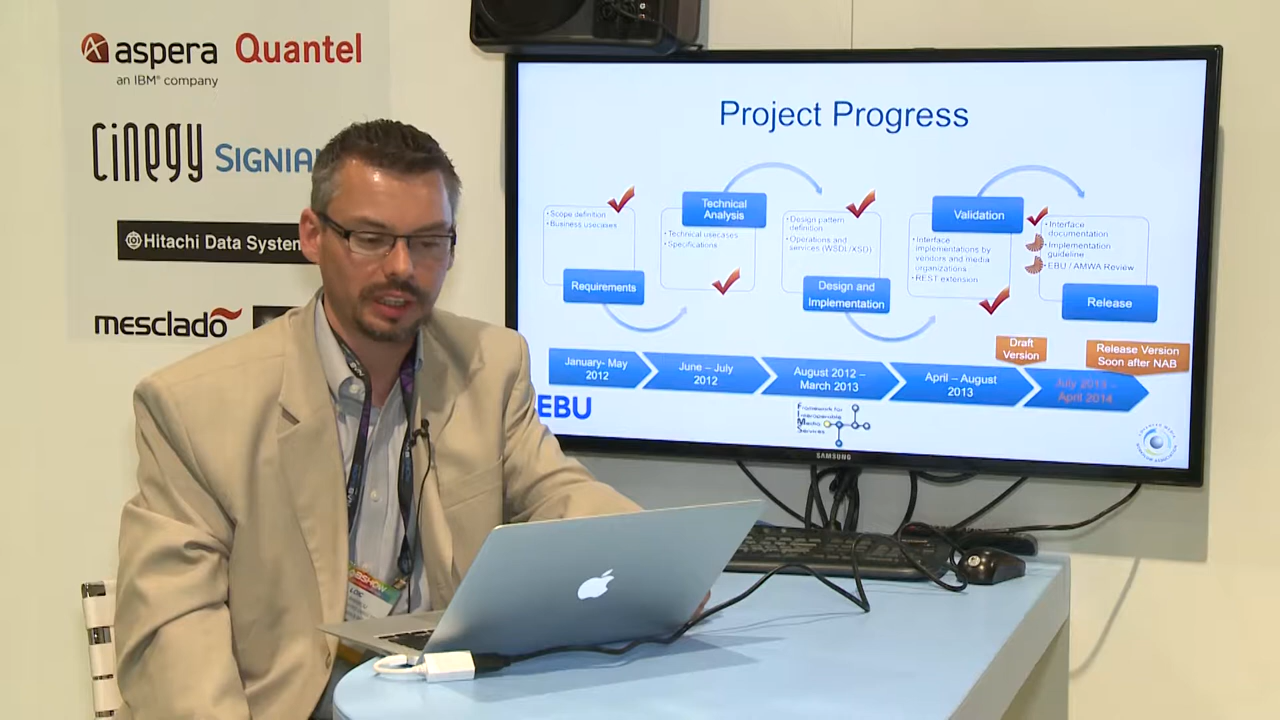 aspera
an IBM® company
Quantel
cinegy
SIGNIA
Hitachi Data System
mesclado
Project Progress
• Scope definition
• Business usecases
Requirements
Technical
Analysis
• Technical usecases
• Specifications
• Design pattern
definition
• Operations and
services (WSDL/XSD)
Design and
Implementation
Validation
• Interface
implementations by
vendors and media
organizations
• REST extension
• Interface
documentation
• Implementation
guideline
• EBU / AMWA Review
Release
Draft
Version
Release Version
Soon after NAB
January- May
2012
June – July
2012
August 2012 –
March 2013
April – August
2013
July 2013 –
April 2014
EBU
Framework for
Interoperable
Media
Services
SAMSUNG
LOIC